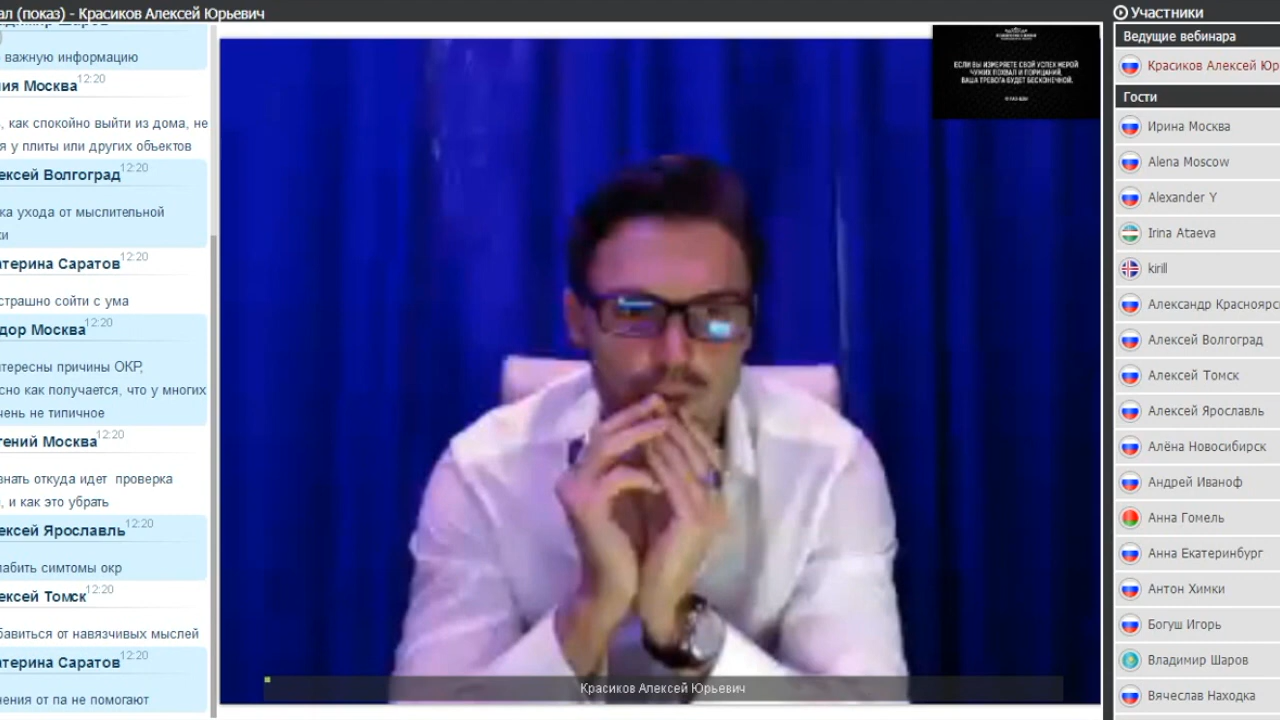 ал (поке) - Красиков Алексей Юрьевич
важную информацию
ия Москва 12:20
, как спокойно выйти из дома, не
я у плиты или других объектов
ексей Волгоград 12:20
ка ухода от мыслительной
ки
атерина Саратов 12:20
страшно сойти с ума
дор Москва 12:20
тересны причины ОКР,
сно как получается, что у многих
чень не типичное
гений Москва 12:20
знать откуда идет проверка
, и как это убрать
ексей Ярославль 12:20
лабить симтомы окр
ексей Томск 12:20
бавиться от навязчивых мыслей
атерина Саратов 12:20
нения от па не помогают
ЕСЛИ ВЫ ИЗМЕРЯЕТЕ СВОЙ УСПЕХ МЕРОЙ
ЧУЖИХ ПОХВАЛ И ПОРИЦАНИЙ,
ВАША ТРЕВОГА БУДЕТ БЕСКОНЕЧНОЙ.
Красиков Алексей Юрьевич
Участники
Ведущие вебинара
Красиков Алексей Юр
Гости
Ирина Москва
Alena Moscow
Alexander Y
Irina Ataeva
kirill
Александр Краснояро
Алексей Волгоград
Алексей Томск
Алексей Ярославль
Алёна Новосибирск
Андрей Иваноф
Анна Гомель
Анна Екатеринбург
Антон Химки
Богуш Игорь
Владимир Шаров
Вячеслав Находка